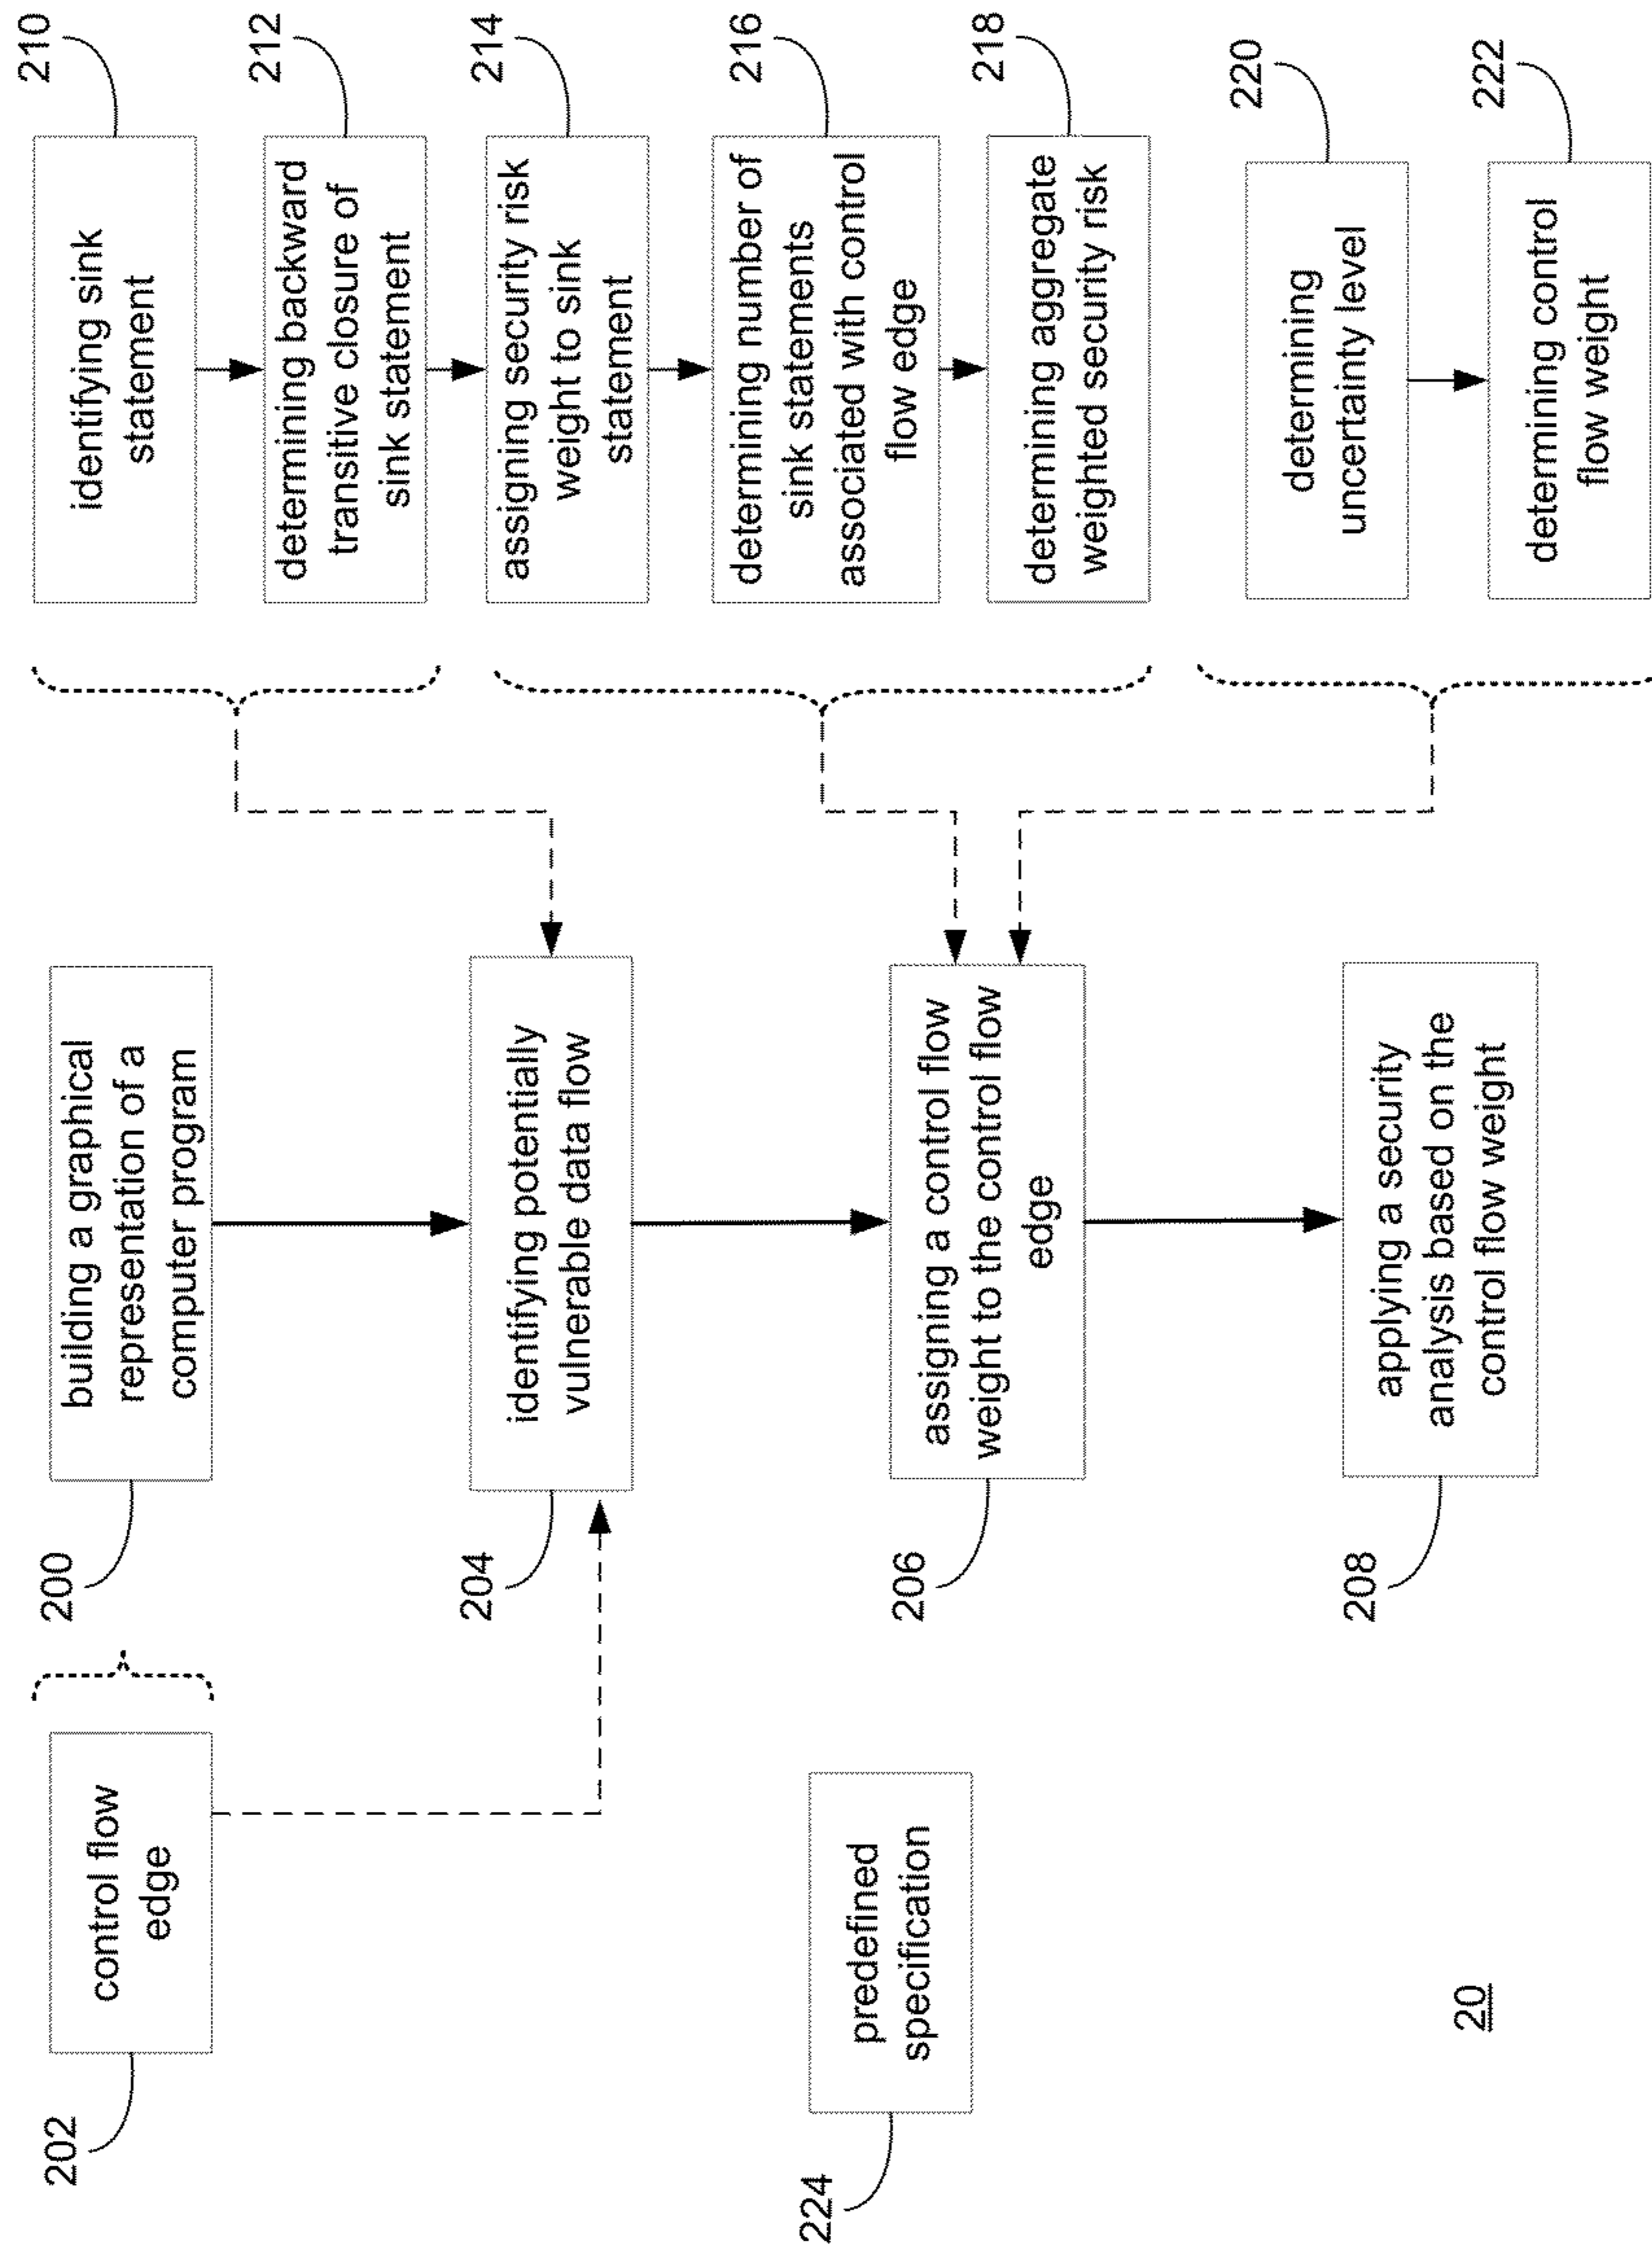 202
control flow
edge
200
building a graphical
representation of a
computer program
204
identifying potentially
vulnerable data flow
206
assigning a control flow
weight to the control flow
edge
208
applying a security
analysis based on the
control flow weight
224
predefined
specification
20
210
identifying sink
statement
212
determining backward
transitive closure of
sink statement
214
assigning security risk
weight to sink
statement
216
determining number of
sink statements
associated with control
flow edge
218
determining aggregate
weighted security risk
220
determining
uncertainty level
222
determining control
flow weight